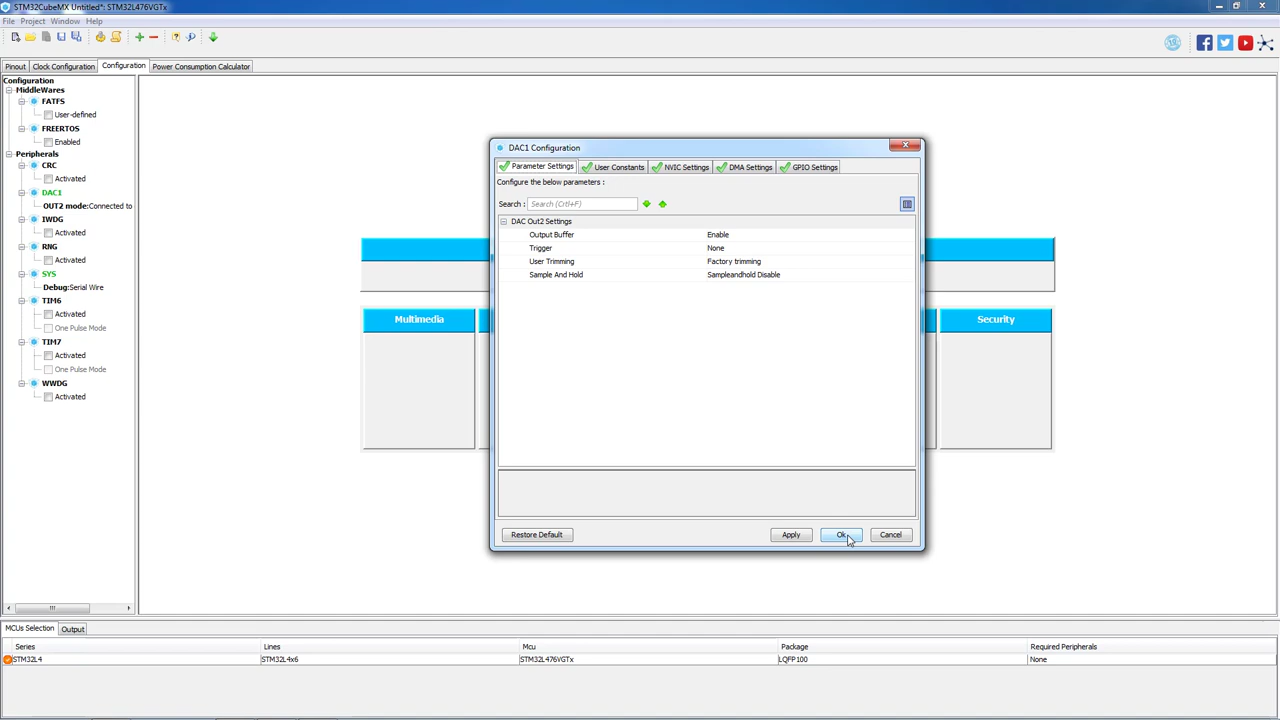 STM32CubeMX Untitled*: STM32L476VGTx
File Project Window Help
Pinout Clock Configuration Configuration Power Consumption Calculator
Configuration
MiddleWares
FATFS
User-defined
FREERTOS
Enabled
Peripherals
CRC
Activated
DAC1
OUT2 mode:Connected to
IWDG
Activated
RNG
Activated
SYS
Debug:Serial Wire
TIM6
Activated
One Pulse Mode
TIM7
Activated
One Pulse Mode
WWDG
Activated
Multimedia
Security
DAC1 Configuration
Parameter Settings User Constants NVIC Settings DMA Settings GPIO Settings
Configure the below parameters :
Search : Search (CrtI+F)
DAC Out2 Settings
Output Buffer Enable
Trigger None
User Trimming Factory trimming
Sample And Hold Sampleandhold Disable
Restore Default Apply Ok Cancel
MCUs Selection Output
Series Lines Mcu Package Required Peripherals
STM32L4 STM32L4x6 STM32L476VGTx LQFP100 None